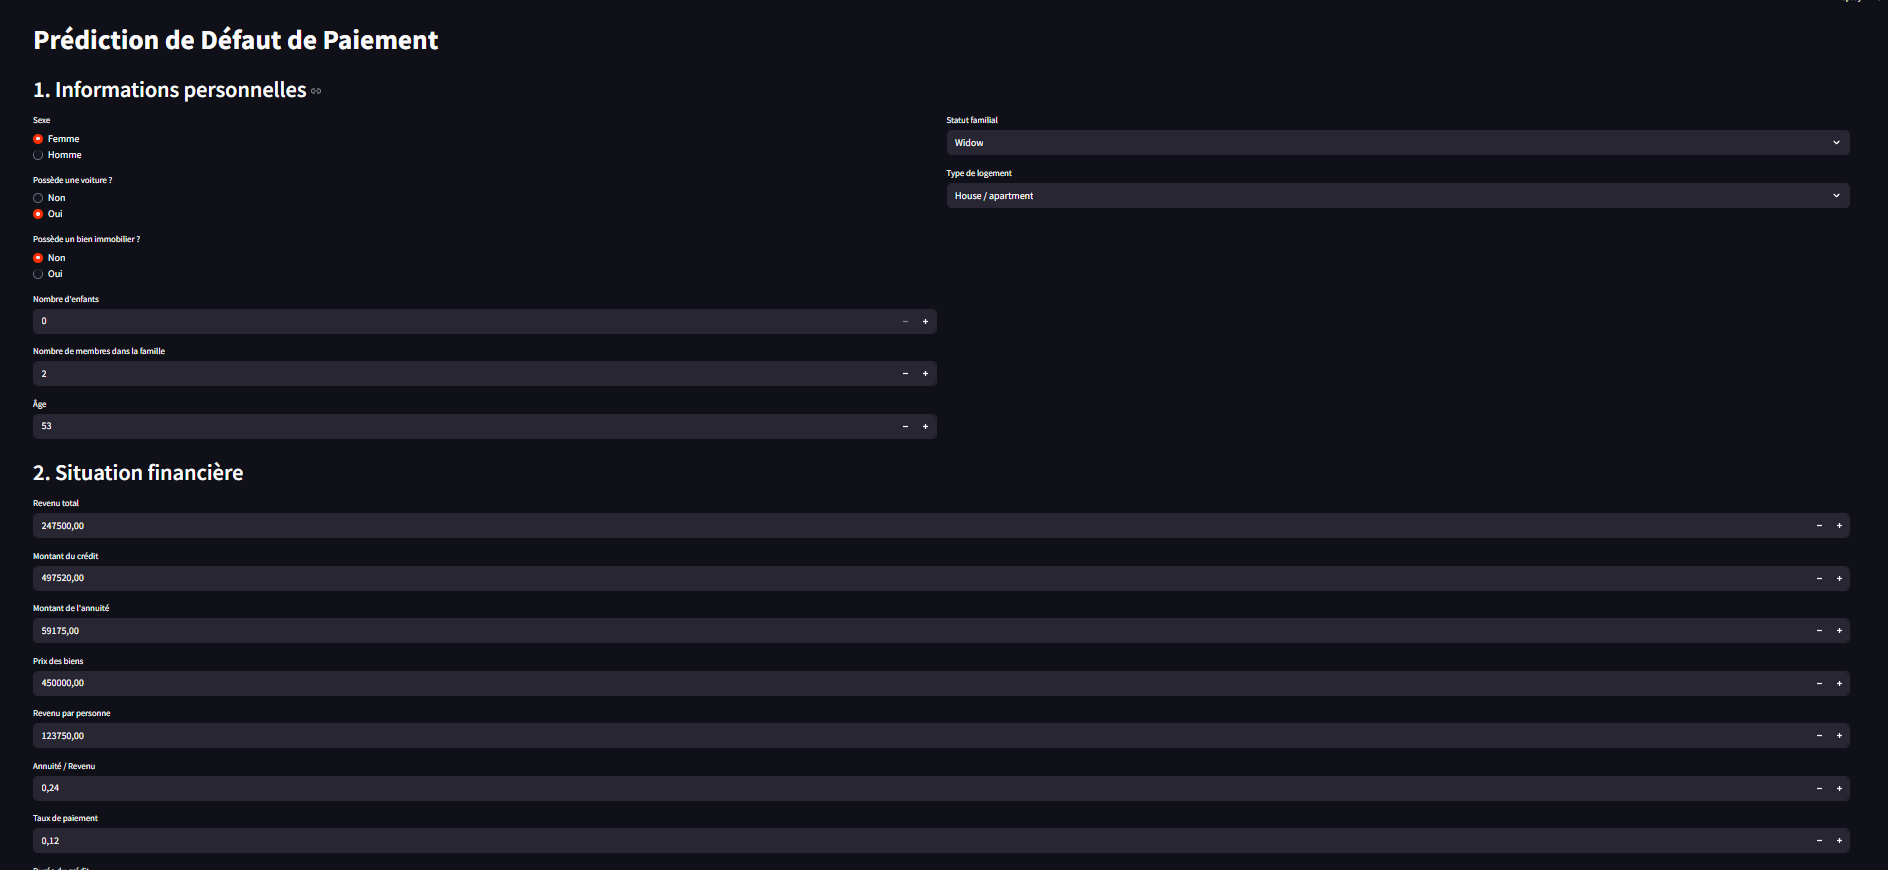 Prédiction de Défaut de Paiement
1. Informations personnelles
Sexe
Femme
Homme
Possède une voiture ?
Non
Oui
Possède un bien immobilier ?
Non
Oui
Nombre d'enfants
0
Nombre de membres dans la famille
2
Âge
53
Statut familial
Widow
Type de logement
House / apartment
2. Situation financière
Revenu total
247500,00
Montant du crédit
497520,00
Montant de l'annuité
59175,00
Prix des biens
450000,00
Revenu par personne
123750,00
Annuité / Revenu
0,24
Taux de paiement
0,12